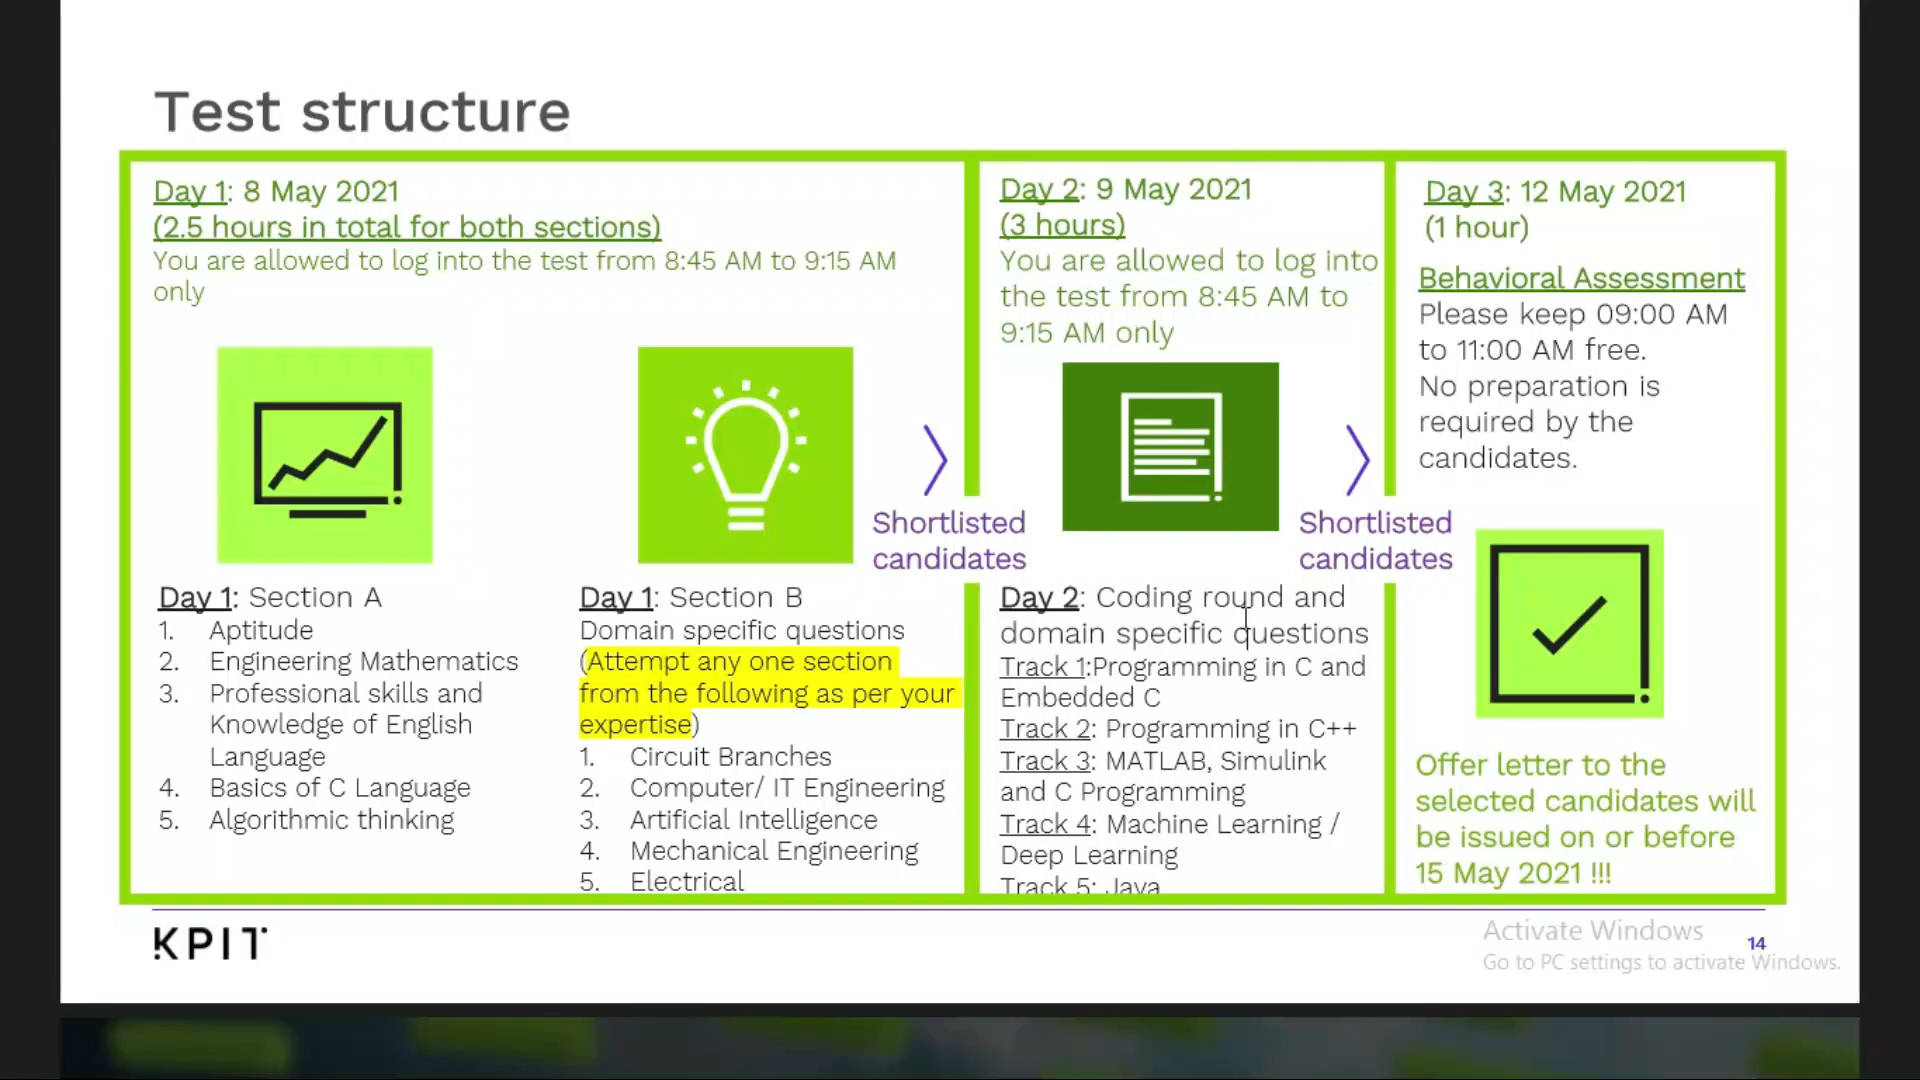 Test structure
Day 1: 8 May 2021
(2.5 hours in total for both sections)
You are allowed to log into the test from 8:45 AM to 9:15 AM
only
Day 1: Section A
1. Aptitude
2. Engineering Mathematics
3. Professional skills and
Knowledge of English
Language
4. Basics of C Language
5. Algorithmic thinking
Day 1: Section B
Domain specific questions
(Attempt any one section
from the following as per your
expertise)
1. Circuit Branches
2. Computer/ IT Engineering
3. Artificial Intelligence
4. Mechanical Engineering
5. Electrical
Shortlisted
candidates
Day 2: 9 May 2021
(3 hours)
You are allowed to log into
the test from 8:45 AM to
9:15 AM only
Day 2: Coding round and
domain specific questions
Track 1:Programming in C and
Embedded C
Track 2: Programming in C++
Track 3: MATLAB, Simulink
and C Programming
Track 4: Machine Learning /
Deep Learning
Track 5: Java
Shortlisted
candidates
Day 3: 12 May 2021
(1 hour)
Behavioral Assessment
Please keep 09:00 AM
to 11:00 AM free.
No preparation is
required by the
candidates.
Offer letter to the
selected candidates will
be issued on or before
15 May 2021 !!!
KPIT
Activate Windows
14
Go to PC settings to activate Windows.